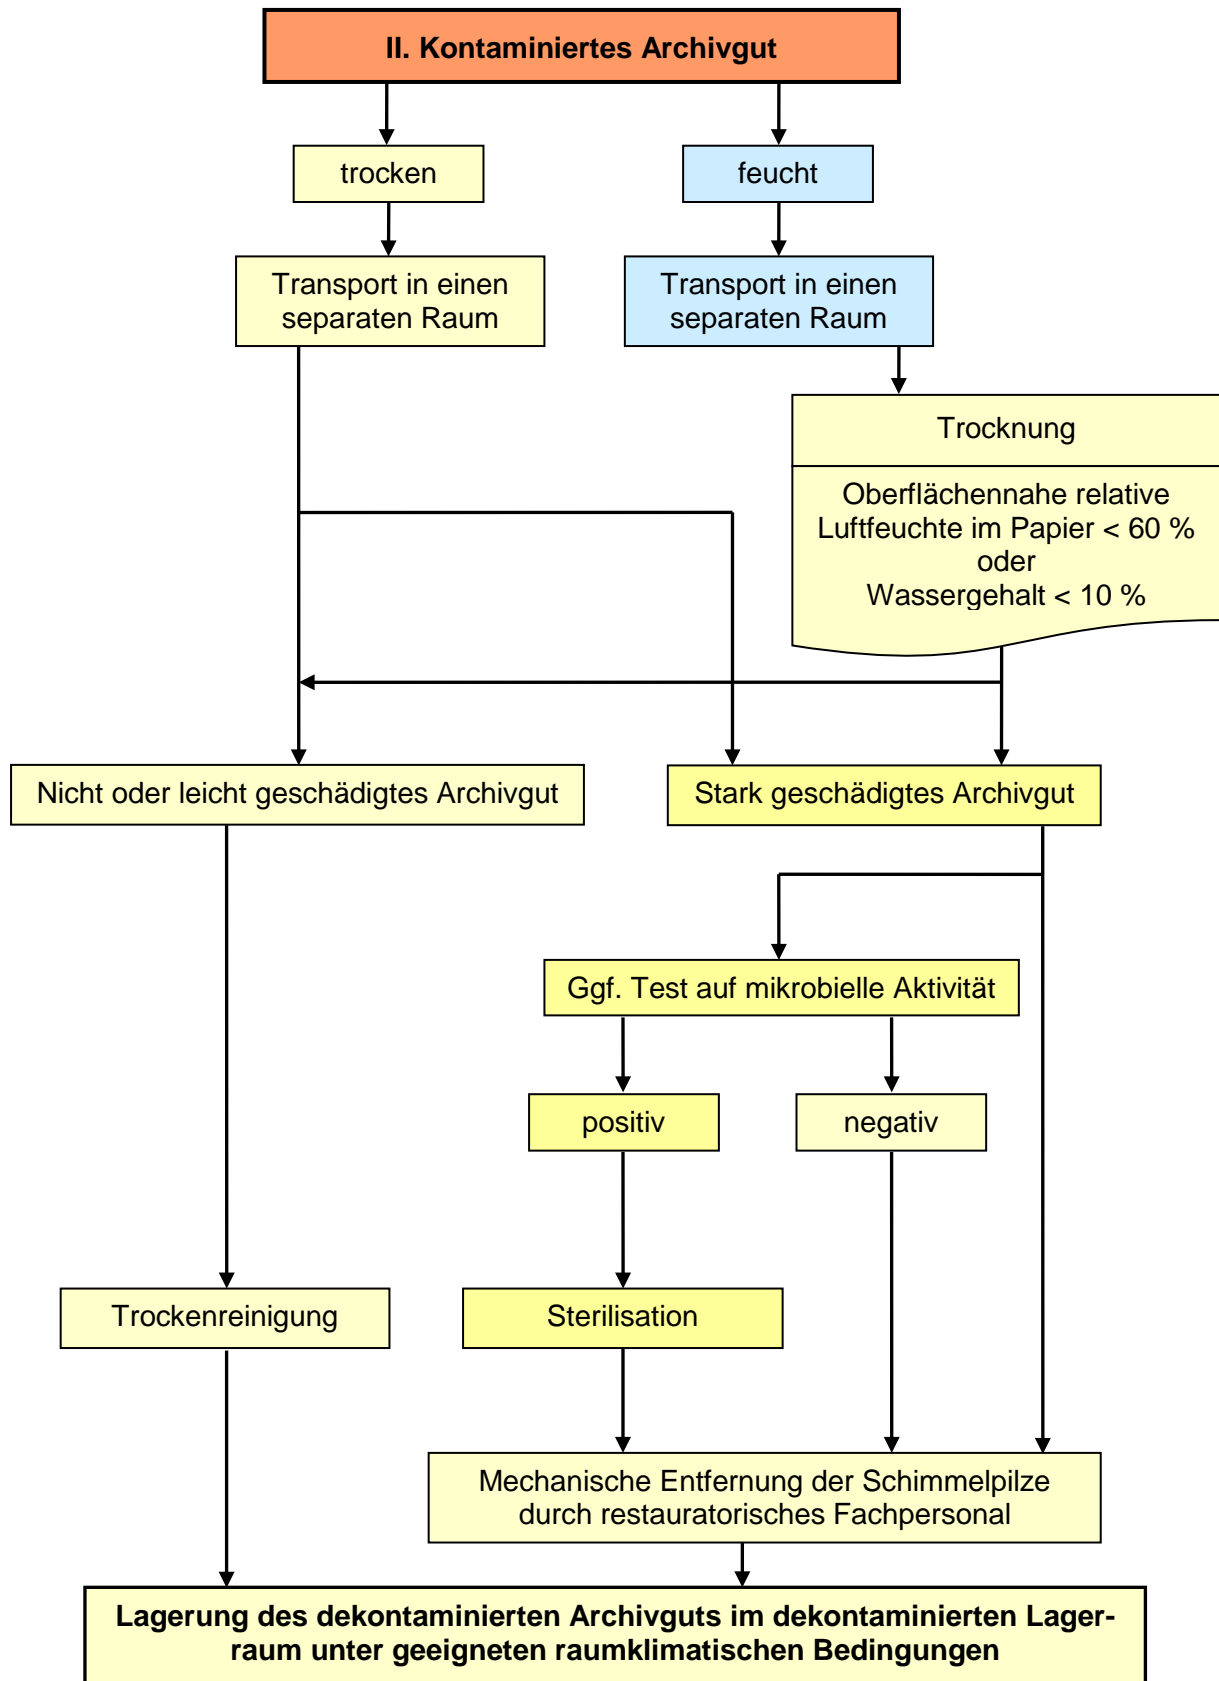 II. Kontaminiertes Archivgut
trocken
feucht
Transport in einen
separaten Raum
Transport in einen
separaten Raum
Trocknung
Oberflächennahe relative
Luftfeuchte im Papier < 60 %
oder
Wassergehalt < 10 %
Nicht oder leicht geschädigtes Archivgut
Stark geschädigtes Archivgut
Ggf. Test auf mikrobielle Aktivität
positiv
negativ
Trockenreinigung
Sterilisation
Mechanische Entfernung der Schimmelpilze
durch restauratorisches Fachpersonal
Lagerung des dekontaminierten Archivguts im dekontaminierten Lager-
raum unter geeigneten raumklimatischen Bedingungen